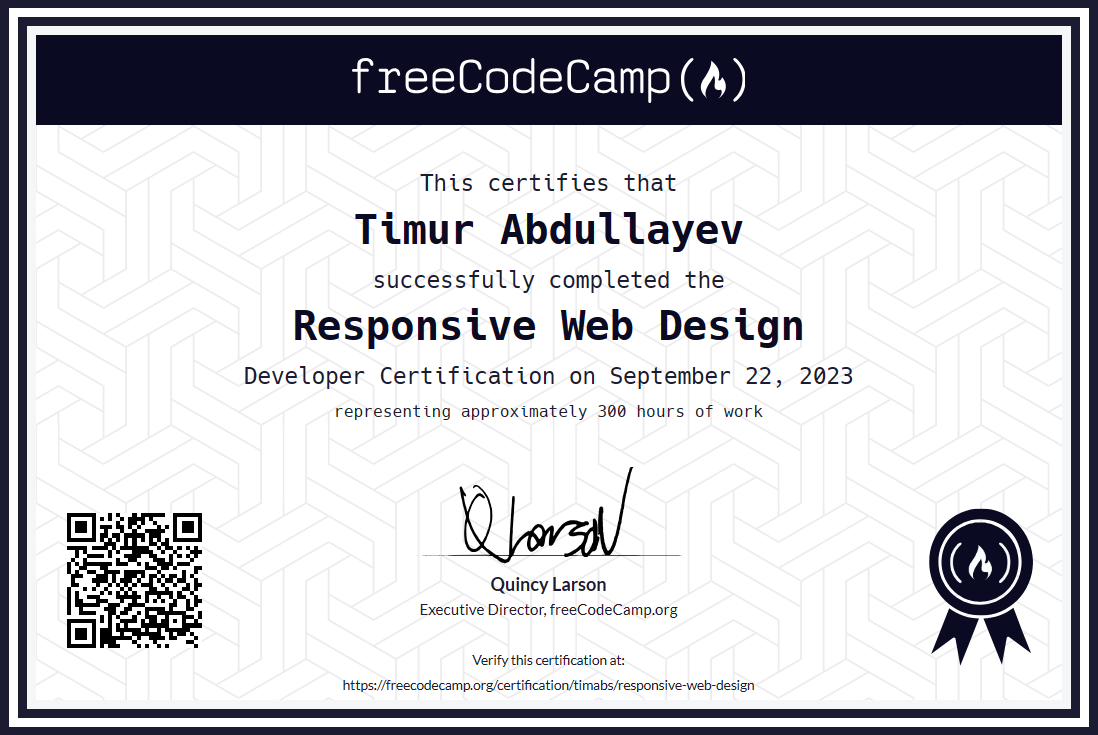 freeCodeCamp
This certifies that
Timur Abdullayev
successfully completed the
Responsive Web Design
Developer Certification on September 22, 2023
representing approximately 300 hours of work
Q Larson
Quincy Larson
Executive Director, freeCodeCamp.org
Verify this certification at:
https://freecodecamp.org/certification/timabs/responsive-web-design